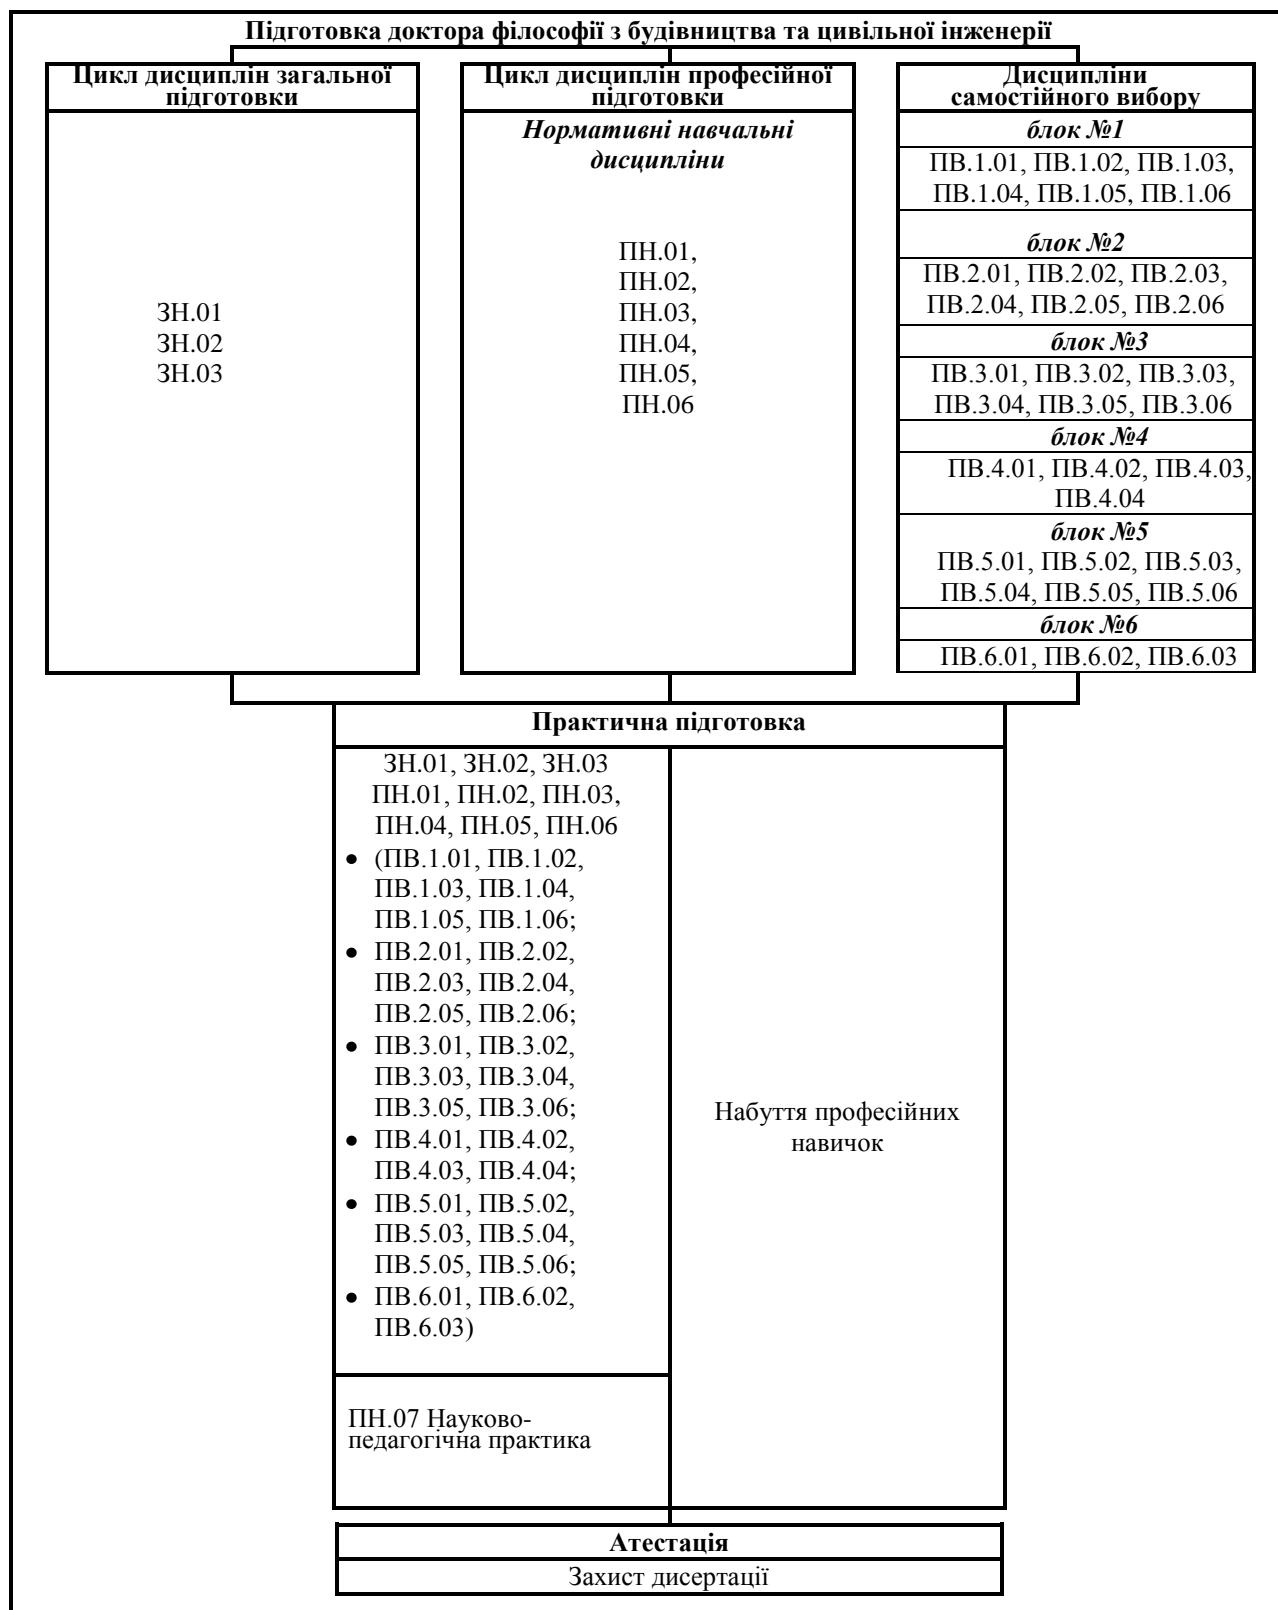 Підготовка доктора філософії з будівництва та цивільної інженерії
Цикл дисциплін загальної
підготовки
ЗН.01
ЗН.02
ЗН.03
Цикл дисциплін професійної
підготовки
Нормативні навчальні
дисципліни
ПН.01,
ПН.02,
ПН.03,
ПН.04,
ПН.05,
ПН.06
Дисципліни
самостійного вибору
блок №1
ПВ.1.01, ПВ.1.02, ПВ.1.03,
ПВ.1.04, ПВ.1.05, ПВ.1.06
блок №2
ПВ.2.01, ПВ.2.02, ПВ.2.03,
ПВ.2.04, ПВ.2.05, ПВ.2.06
блок №3
ПВ.3.01, ПВ.3.02, ПВ.3.03,
ПВ.3.04, ПВ.3.05, ПВ.3.06
блок №4
ПВ.4.01, ПВ.4.02, ПВ.4.03,
ПВ.4.04
блок №5
ПВ.5.01, ПВ.5.02, ПВ.5.03,
ПВ.5.04, ПВ.5.05, ПВ.5.06
блок №6
ПВ.6.01, ПВ.6.02, ПВ.6.03
Практична підготовка
ЗН.01, ЗН.02, ЗН.03
ПН.01, ПН.02, ПН.03,
ПН.04, ПН.05, ПН.06
• (ПВ.1.01, ПВ.1.02,
ПВ.1.03, ПВ.1.04,
ПВ.1.05, ПВ.1.06;
• ПВ.2.01, ПВ.2.02,
ПВ.2.03, ПВ.2.04,
ПВ.2.05, ПВ.2.06;
• ПВ.3.01, ПВ.3.02,
ПВ.3.03, ПВ.3.04,
ПВ.3.05, ПВ.3.06;
• ПВ.4.01, ПВ.4.02,
ПВ.4.03, ПВ.4.04;
• ПВ.5.01, ПВ.5.02,
ПВ.5.03, ПВ.5.04,
ПВ.5.05, ПВ.5.06;
• ПВ.6.01, ПВ.6.02,
ПВ.6.03)
ПН.07 Науково-
педагогічна практика
Набуття професійних
навичок
Атестація
Захист дисертації